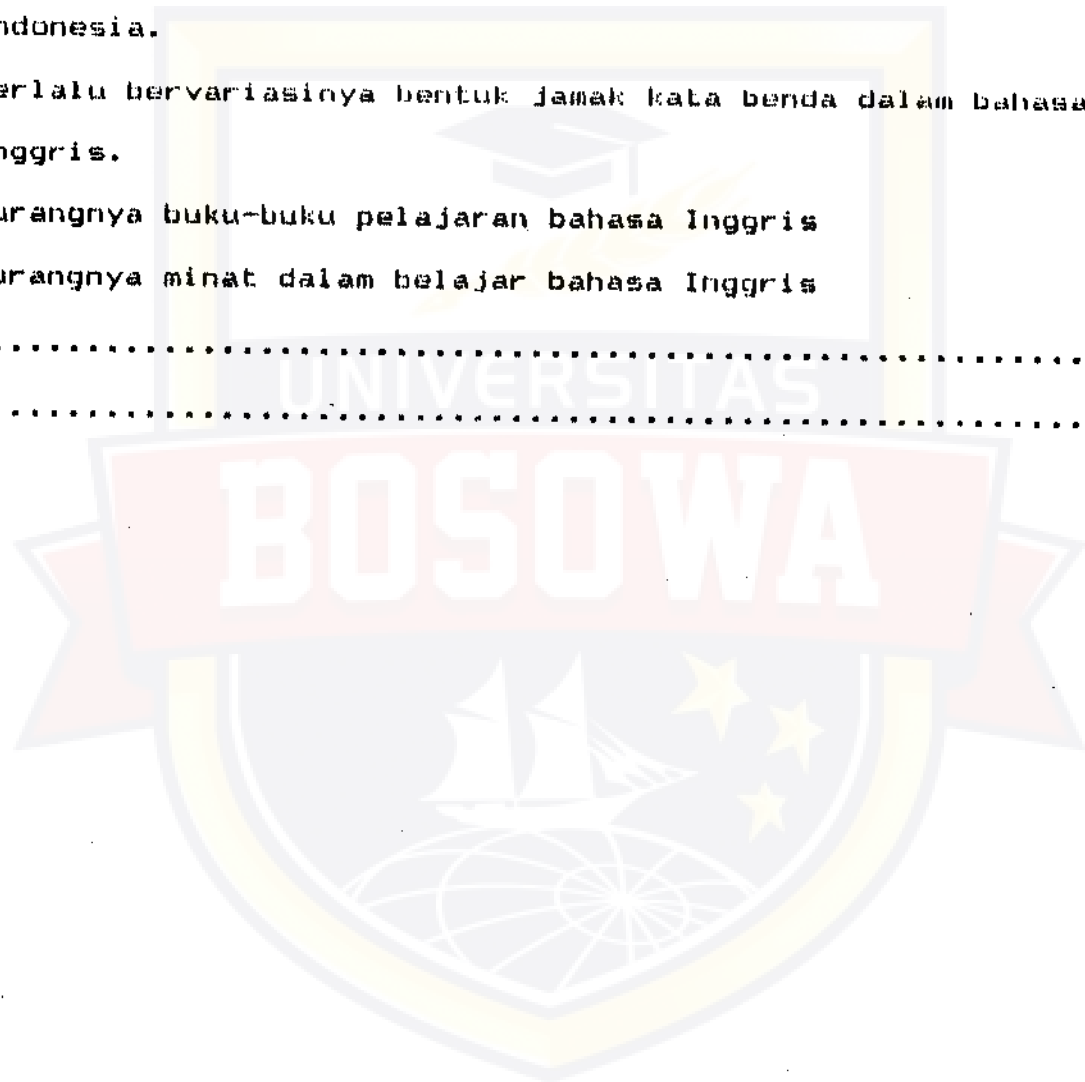 ndonesia.
erlalu bervariasinya bentuk jamak kata benda dalam bahasa
nggris.
urangnya buku-buku pelajaran bahasa Inggris
urangnya minat dalam belajar bahasa Inggris
................................................................
................................................................
UNIVERSITAS
BOSOWA